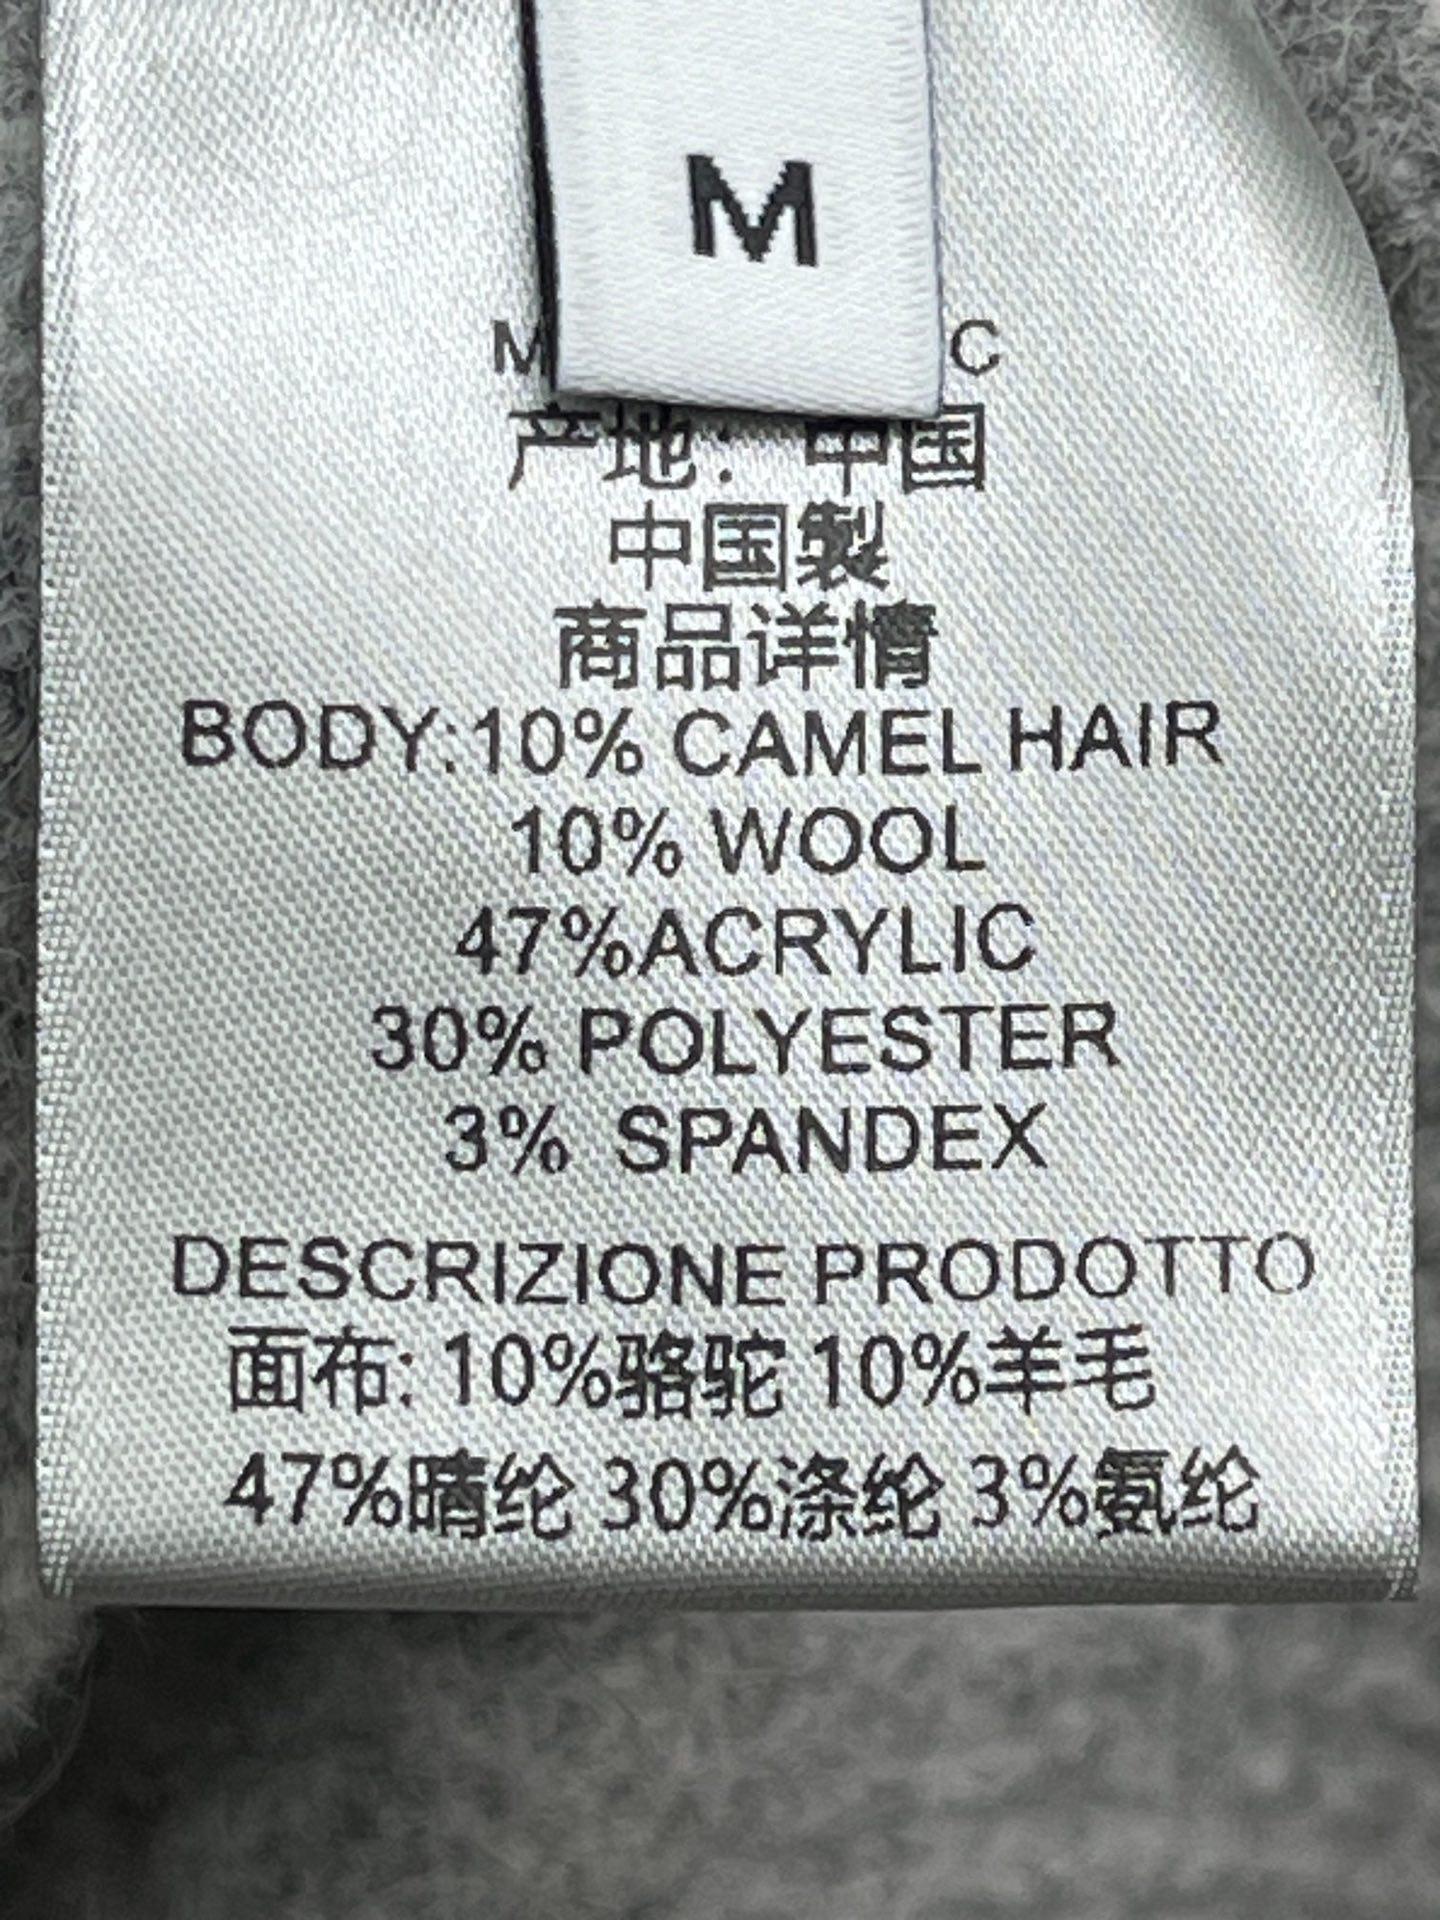 M
产地：中国
中国製
商品详情
BODY:10% CAMEL HAIR
10% WOOL
47%ACRYLIC
30% POLYESTER
3% SPANDEX
DESCRIZIONE PRODOTTO
面布: 10%骆驼 10%羊毛
47%晴纶 30%涤纶 3%氨纶